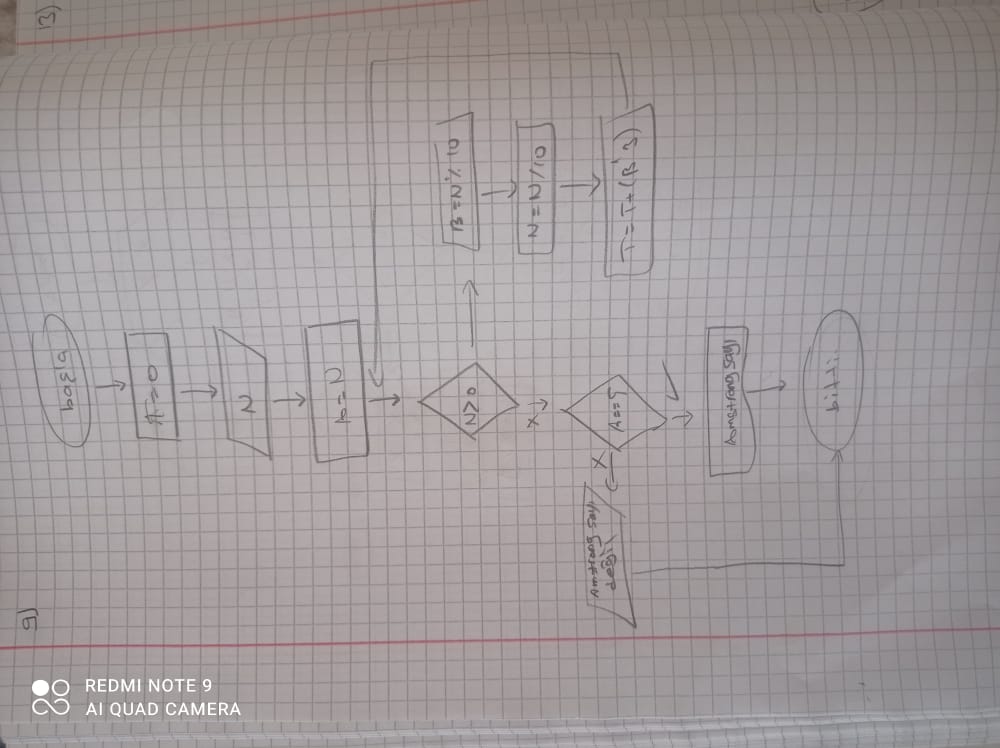 13)
9)
başla
A=0
N
A=N
N>0
B=N%10
N=N/10
T=T+(B^3)
X
A==T
X
Armstrong sayı
değil
Armstrong sayı
bitti
REDMI NOTE 9
AI QUAD CAMERA